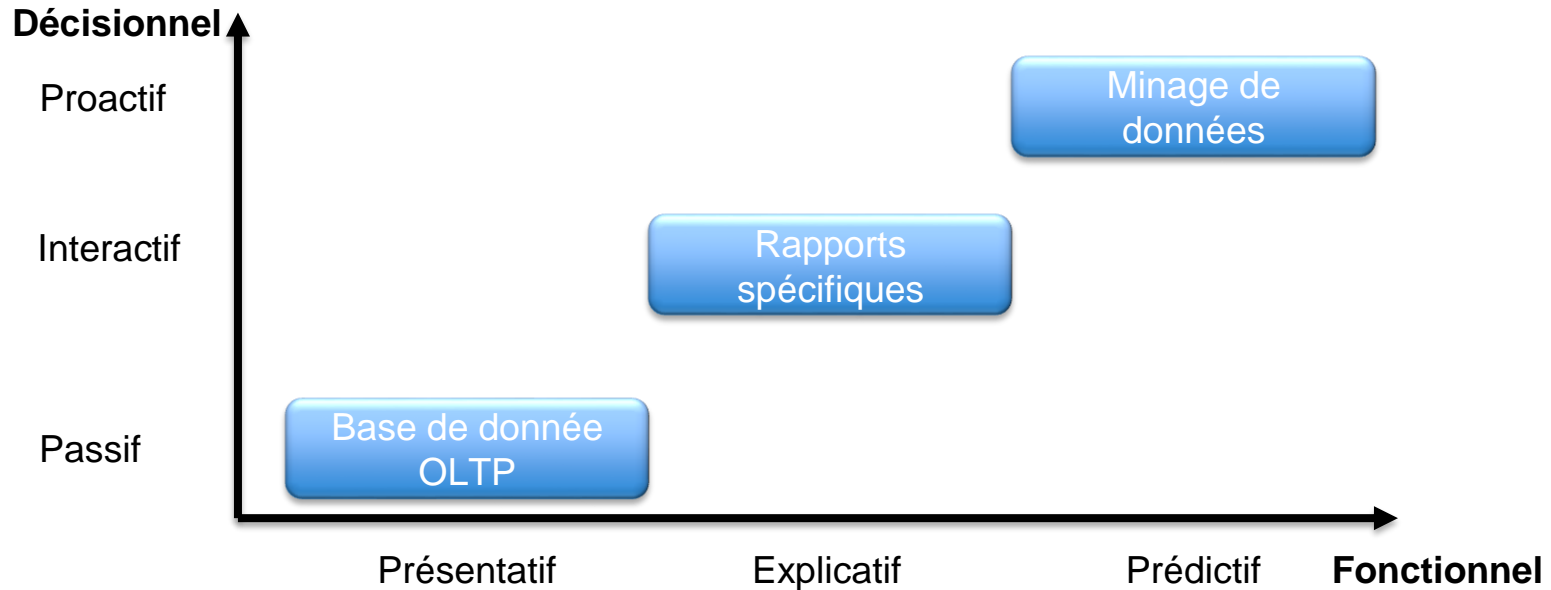 Décisionnel
Proactif
Minage de
données
Interactif
Rapports
spécifiques
Passif
Base de donnée
OLTP
Présentatif
Explicatif
Prédictif
Fonctionnel